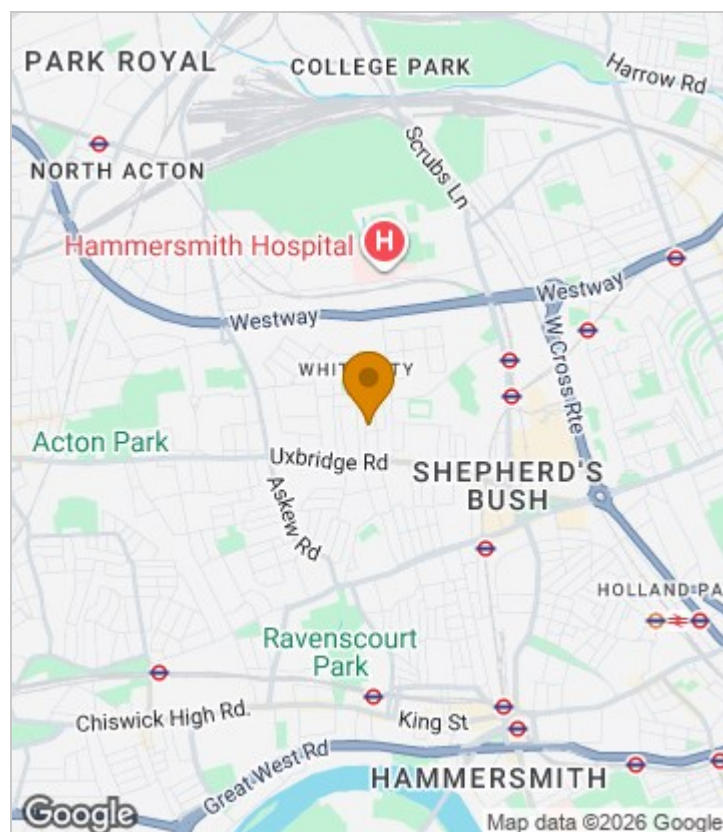 PARK ROYAL
COLLEGE PARK
Harrow Rd
Scrubs Ln
NORTH ACTON
Hammersmith Hospital
H
Westway
Westway
W Cross Rte
Acton Park
Uxbridge Rd
SHEPHERD'S
BUSH
Askew Rd
HOLLAND PA
Ravenscourt
Park
Chiswick High Rd.
King St
Great West Rd
HAMMERSMITH
Google
Map data ©2026 Google